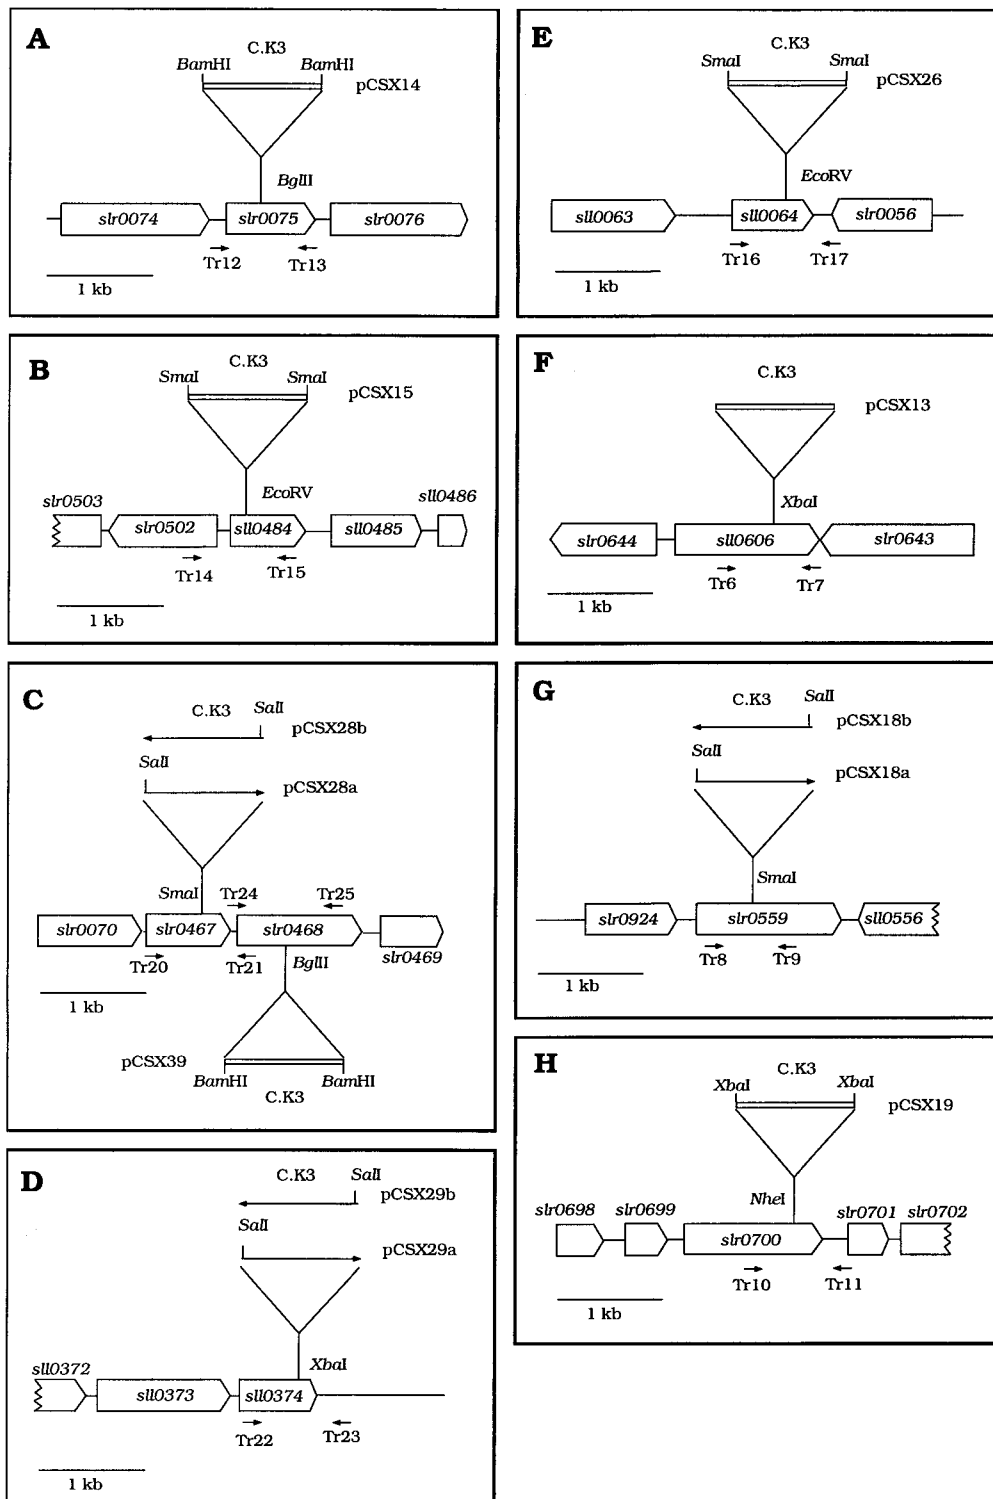 A
C.K3
BamHI BamHI
pCSX14
BglII
slr0074 slr0075 slr0076
Tr12 Tr13
1 kb
B
C.K3
SmaI SmaI
pCSX15
EcoRV
slr0503 sll0486
slr0502 sll0484 sll0485
Tr14 Tr15
1 kb
C
C.K3 SalI
pCSX28b
SalI
pCSX28a
SmaI Tr24 Tr25
slr0070 slr0467 slr0468
slr0469
Tr20 Tr21 BglII
1 kb
pCSX39
BamHI BamHI
C.K3
D
C.K3 SalI
pCSX29b
SalI
pCSX29a
XbaI
sll0372
sll0373 sll0374
Tr22 Tr23
1 kb
E
C.K3
SmaI SmaI
pCSX26
EcoRV
sll0063 sll0064 slr0056
Tr16 Tr17
1 kb
F
C.K3
pCSX13
XbaI
slr0644 sll0606 slr0643
Tr6 Tr7
1 kb
G
C.K3 SalI
pCSX18b
SalI
pCSX18a
SmaI
slr0924 slr0559 sll0556
Tr8 Tr9
1 kb
H
C.K3
XbaI XbaI
pCSX19
NheI
slr0698 slr0699 slr0701 slr0702
slr0700
Tr10 Tr11
1 kb